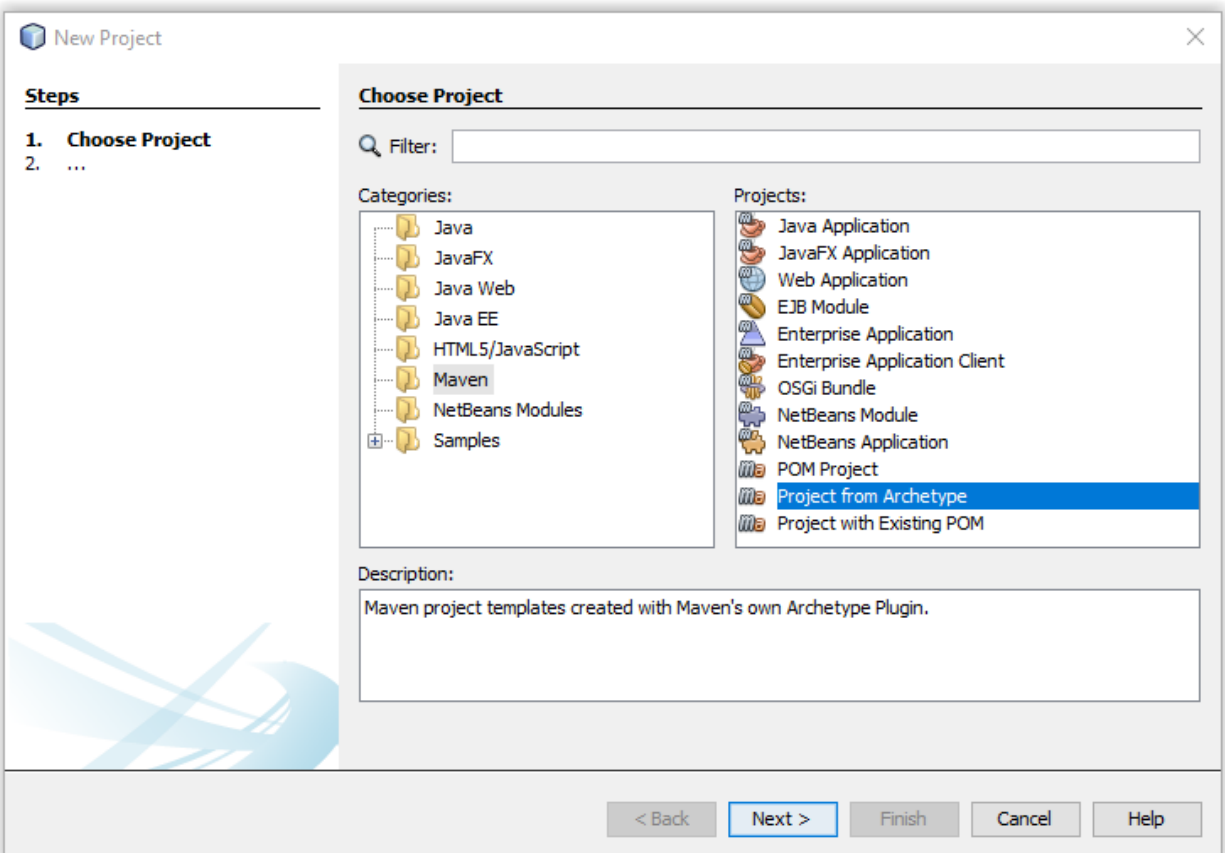 New Project
Steps
1. Choose Project
2. ...
Choose Project
Filter:
Categories:
Java
JavaFX
Java Web
Java EE
HTML5/JavaScript
Maven
NetBeans Modules
Samples
Projects:
Java Application
JavaFX Application
Web Application
EJB Module
Enterprise Application
Enterprise Application Client
OSGi Bundle
NetBeans Module
NetBeans Application
POM Project
Project from Archetype
Project with Existing POM
Description:
Maven project templates created with Maven's own Archetype Plugin.
< Back Next > Finish Cancel Help